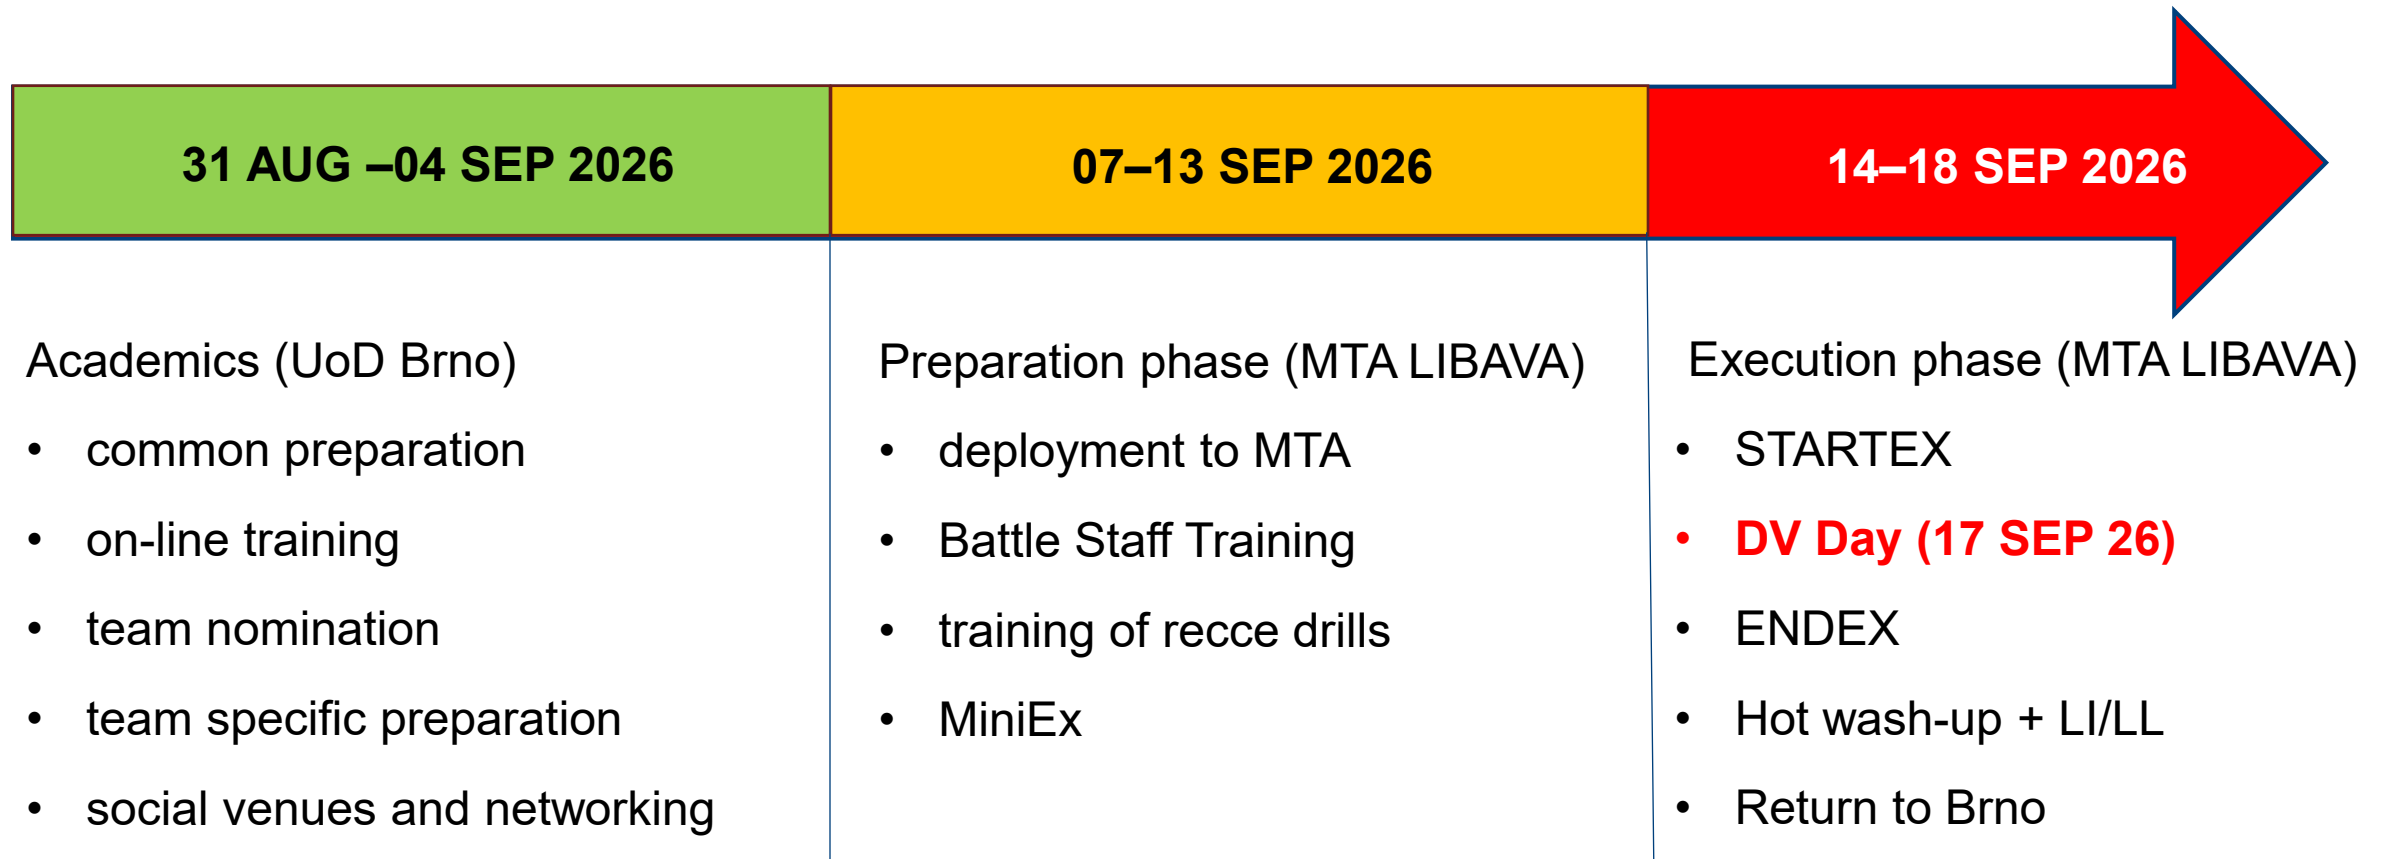 31 AUG –04 SEP 2026
07–13 SEP 2026
14–18 SEP 2026
Academics (UoD Brno)
• common preparation
• on-line training
• team nomination
• team specific preparation
• social venues and networking
Preparation phase (MTA LIBAVA)
• deployment to MTA
• Battle Staff Training
• training of recce drills
• MiniEx
Execution phase (MTA LIBAVA)
• STARTEX
• DV Day (17 SEP 26)
• ENDEX
• Hot wash-up + LI/LL
• Return to Brno